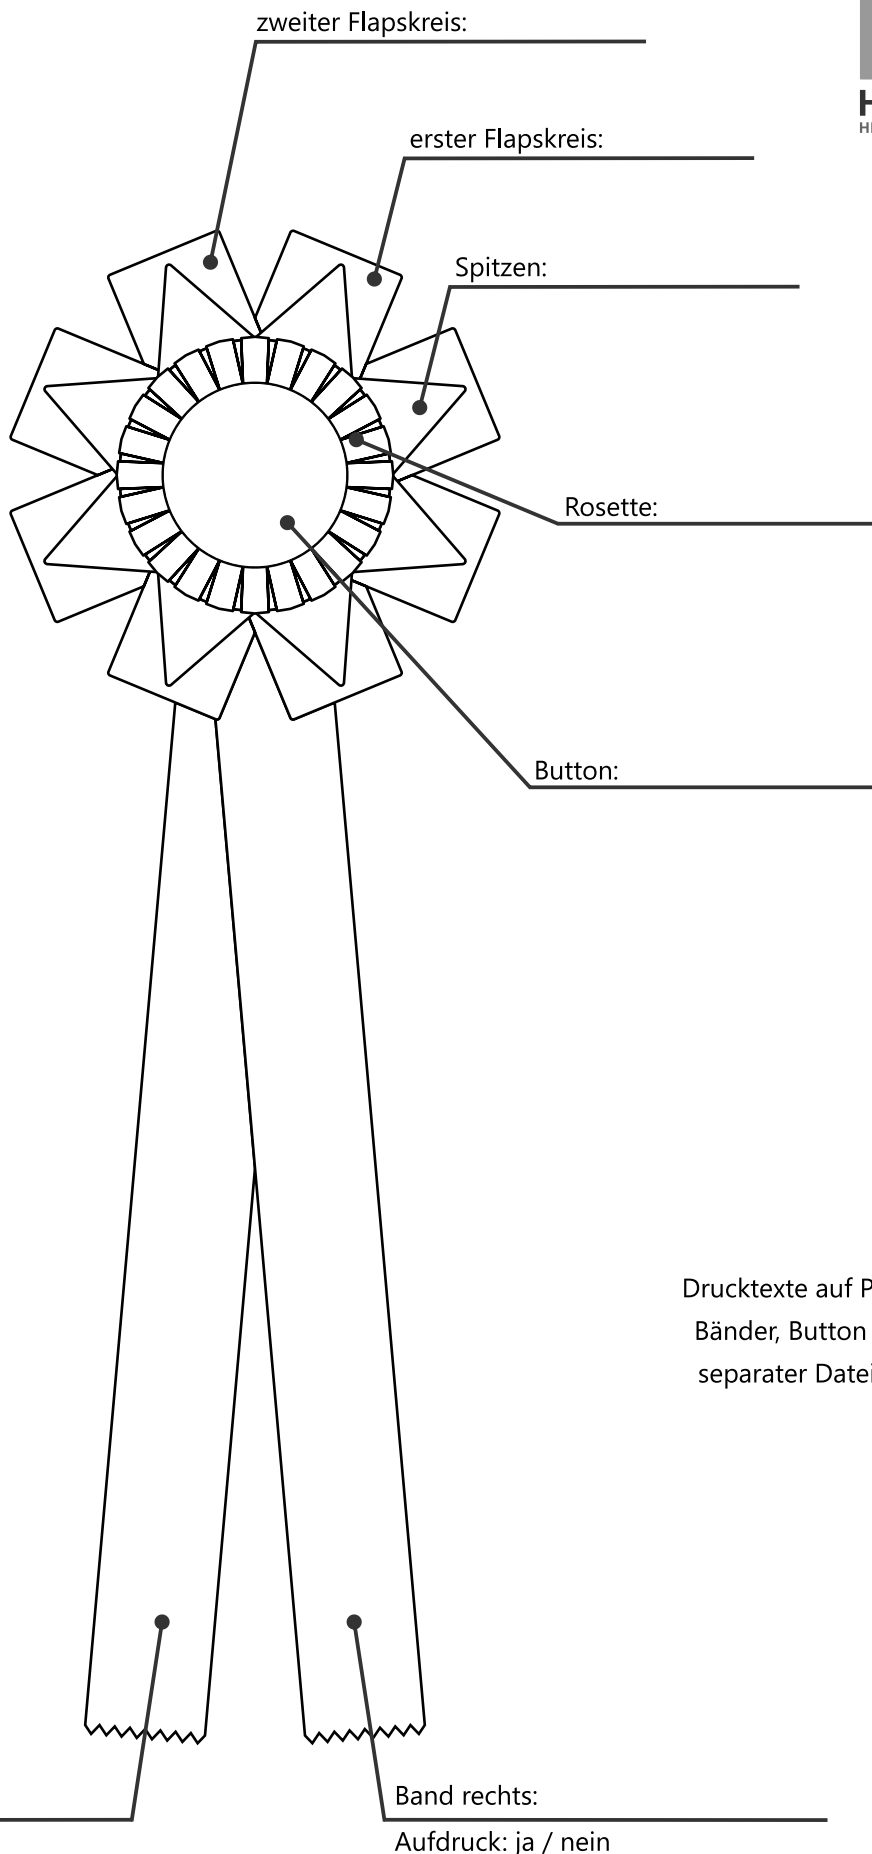 zweiter Flapskreis:
erster Flapskreis:
Spitzen:
Rosette:
Button:
Drucktexte auf
Bänder, Button
separater Datei
Band rechts:
Aufdruck: ja / nein